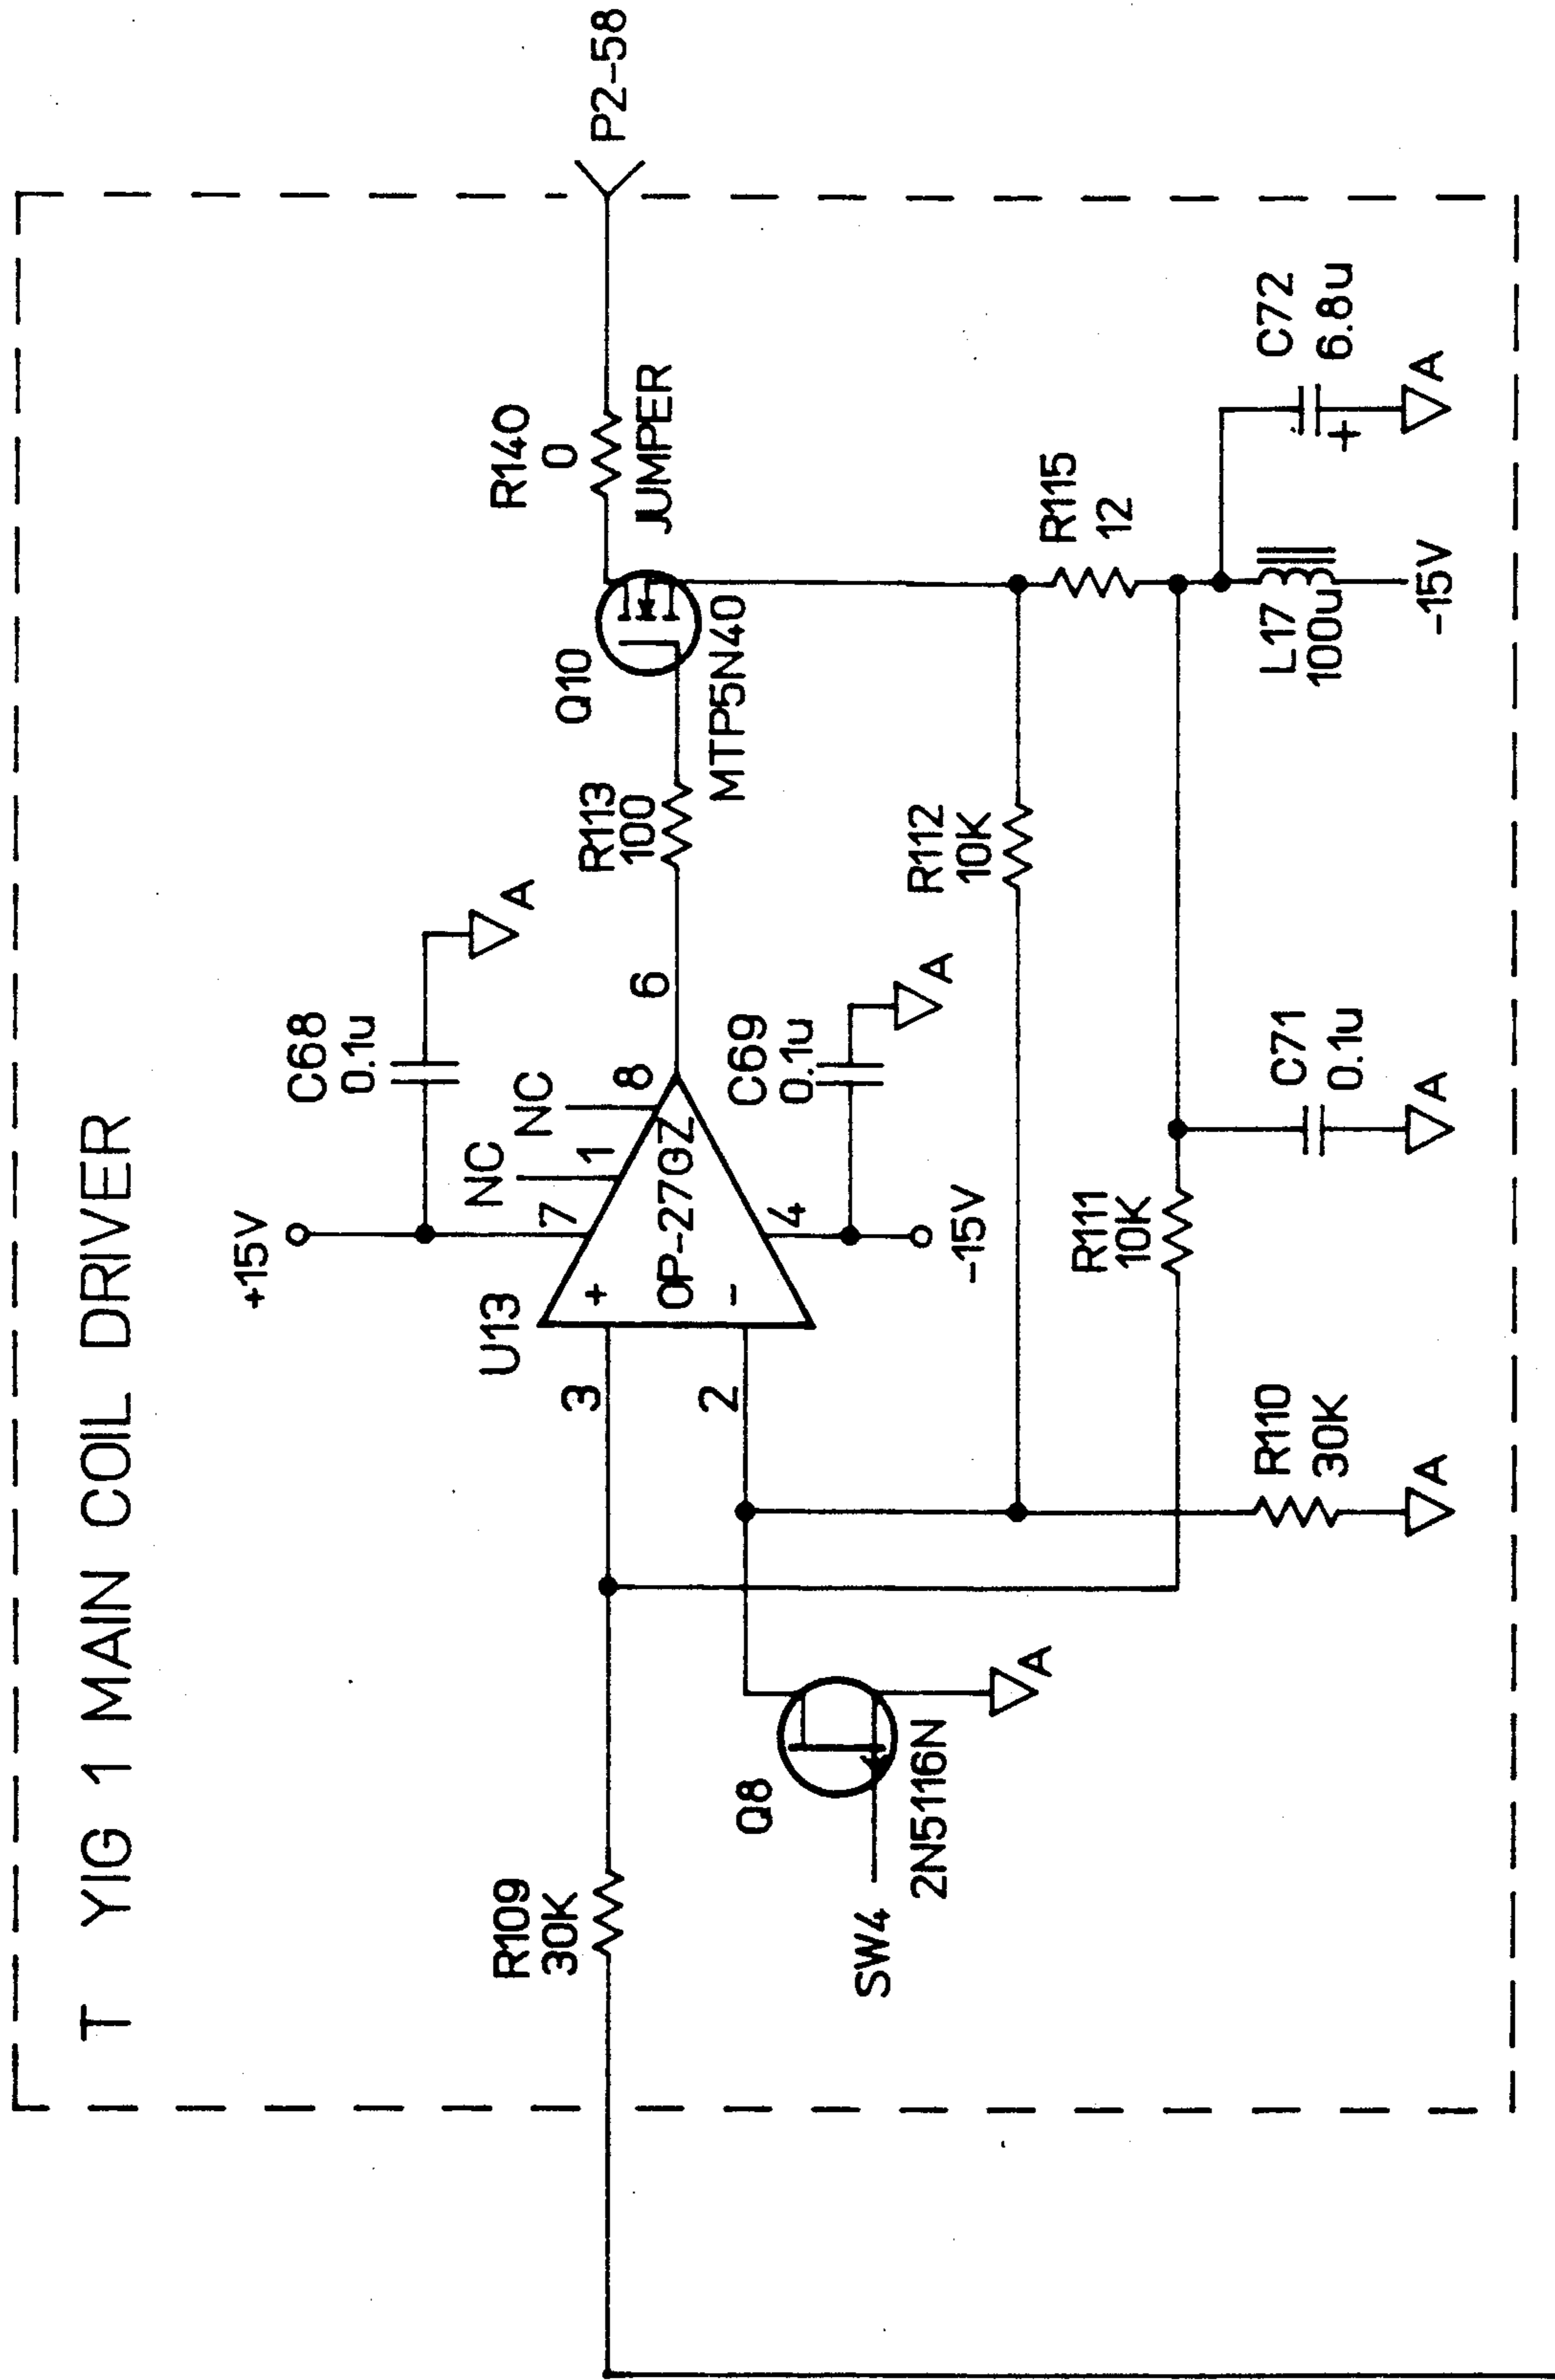 T YIG 1 MAIN COIL DRIVER
+15V
C68
0.1u
A
NC
NC
7
1
8
U13
3
+
OP-27GZ
6
2
-
4
C69
0.1u
A
-15V
R109
30K
Q8
SW4
2N5116N
A
R113
100
Q10
MTP5N40
R140
0
JUMPER
P2-58
R112
10K
R115
12
R111
10K
R110
30K
A
C71
0.1u
A
L17
100u
-15V
C72
6.8u
+
A